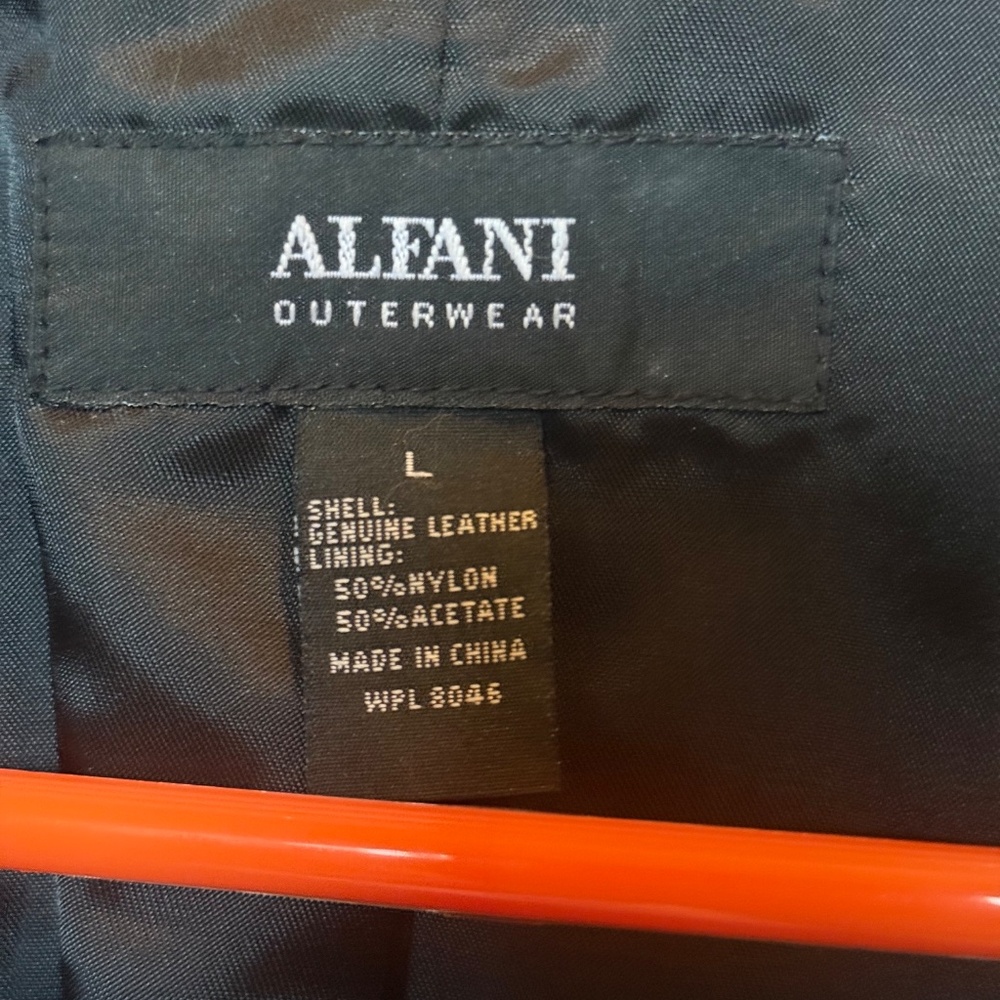 ALFANI
OUTERWEAR
L
SHELL:
GENUINE LEATHER
LINING:
50%NYLON
50%ACETATE
MADE IN CHINA
WPL 8046